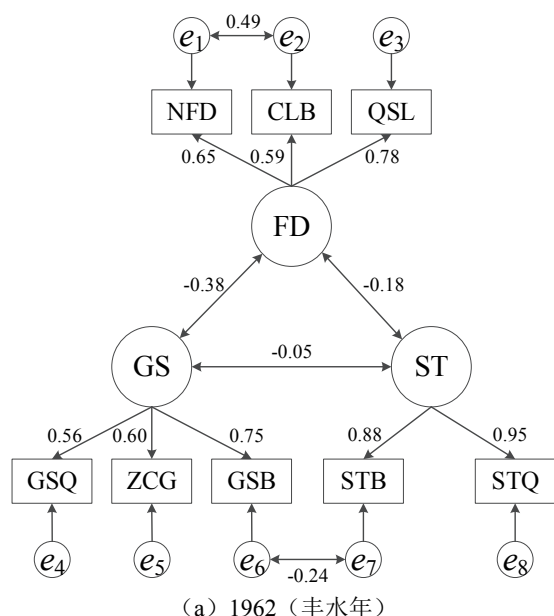 0.49
e1 e2 e3
NFD CLB QSL
0.65 0.59 0.78
FD
-0.38 -0.18
-0.05
GS ST
0.56 0.60 0.75 0.88 0.95
GSQ ZCG GSB STB STQ
e4 e5 e6 e7 e8
-0.24
（a）1962（丰水年）